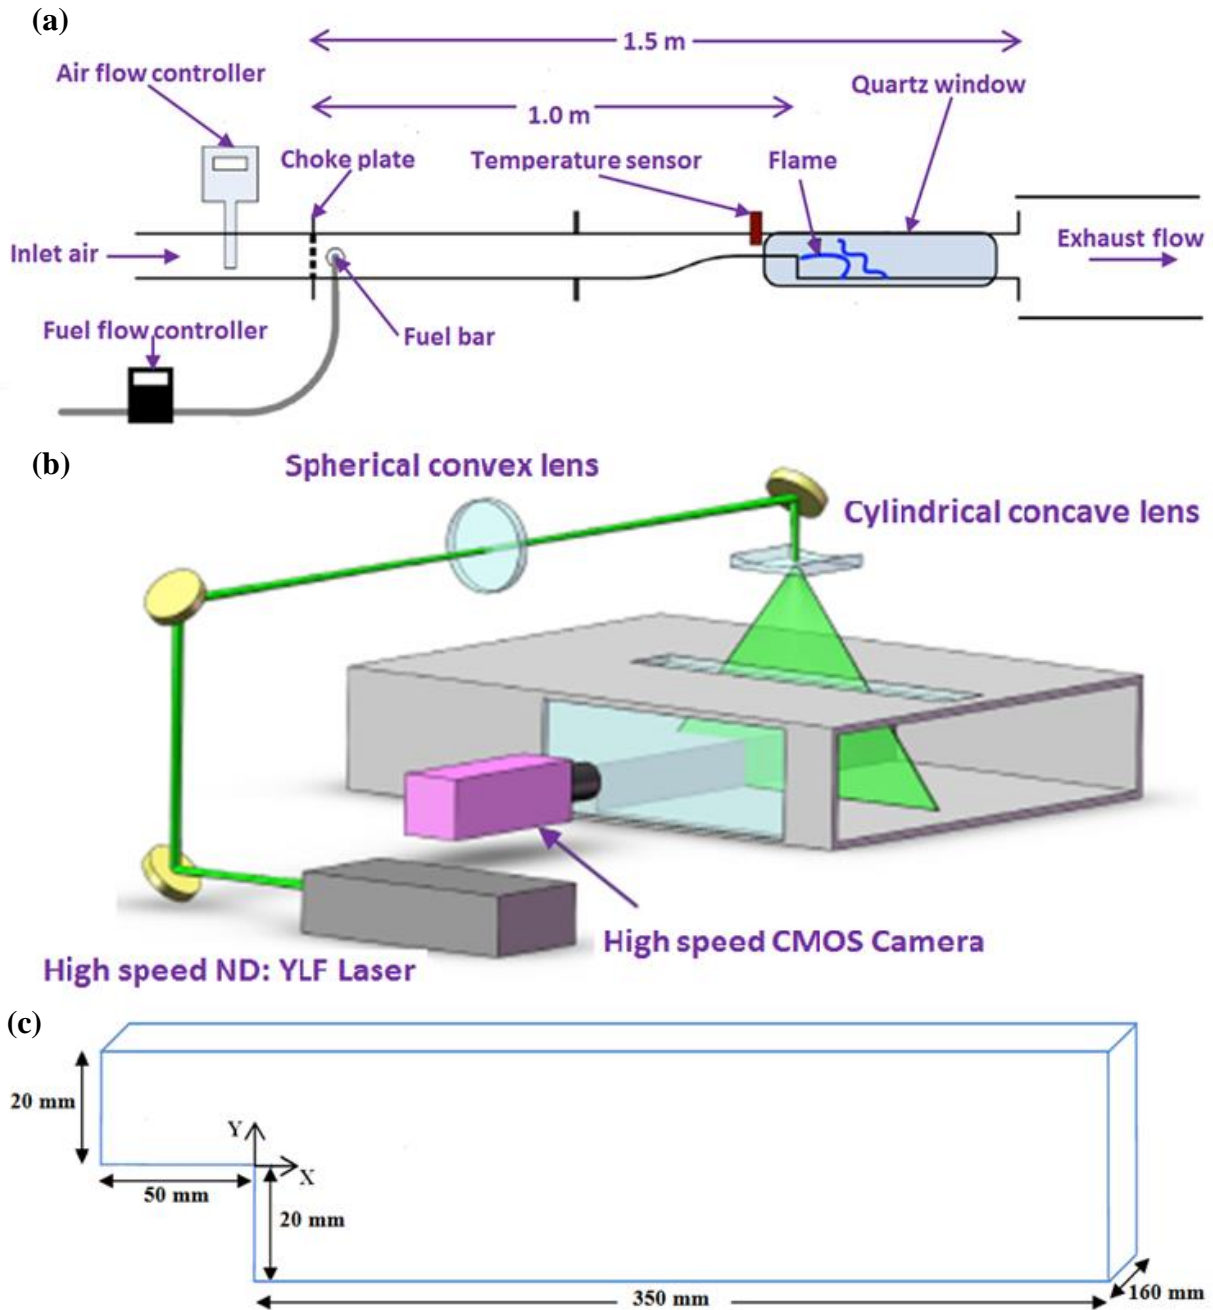 (a)
1.5 m
Air flow controller
Quartz window
1.0 m
Choke plate
Temperature sensor
Flame
Inlet air
Exhaust flow
Fuel flow controller
Fuel bar
(b)
Spherical convex lens
Cylindrical concave lens
High speed CMOS Camera
High speed ND: YLF Laser
(c)
20 mm
Y
X
50 mm
20 mm
160 mm
350 mm